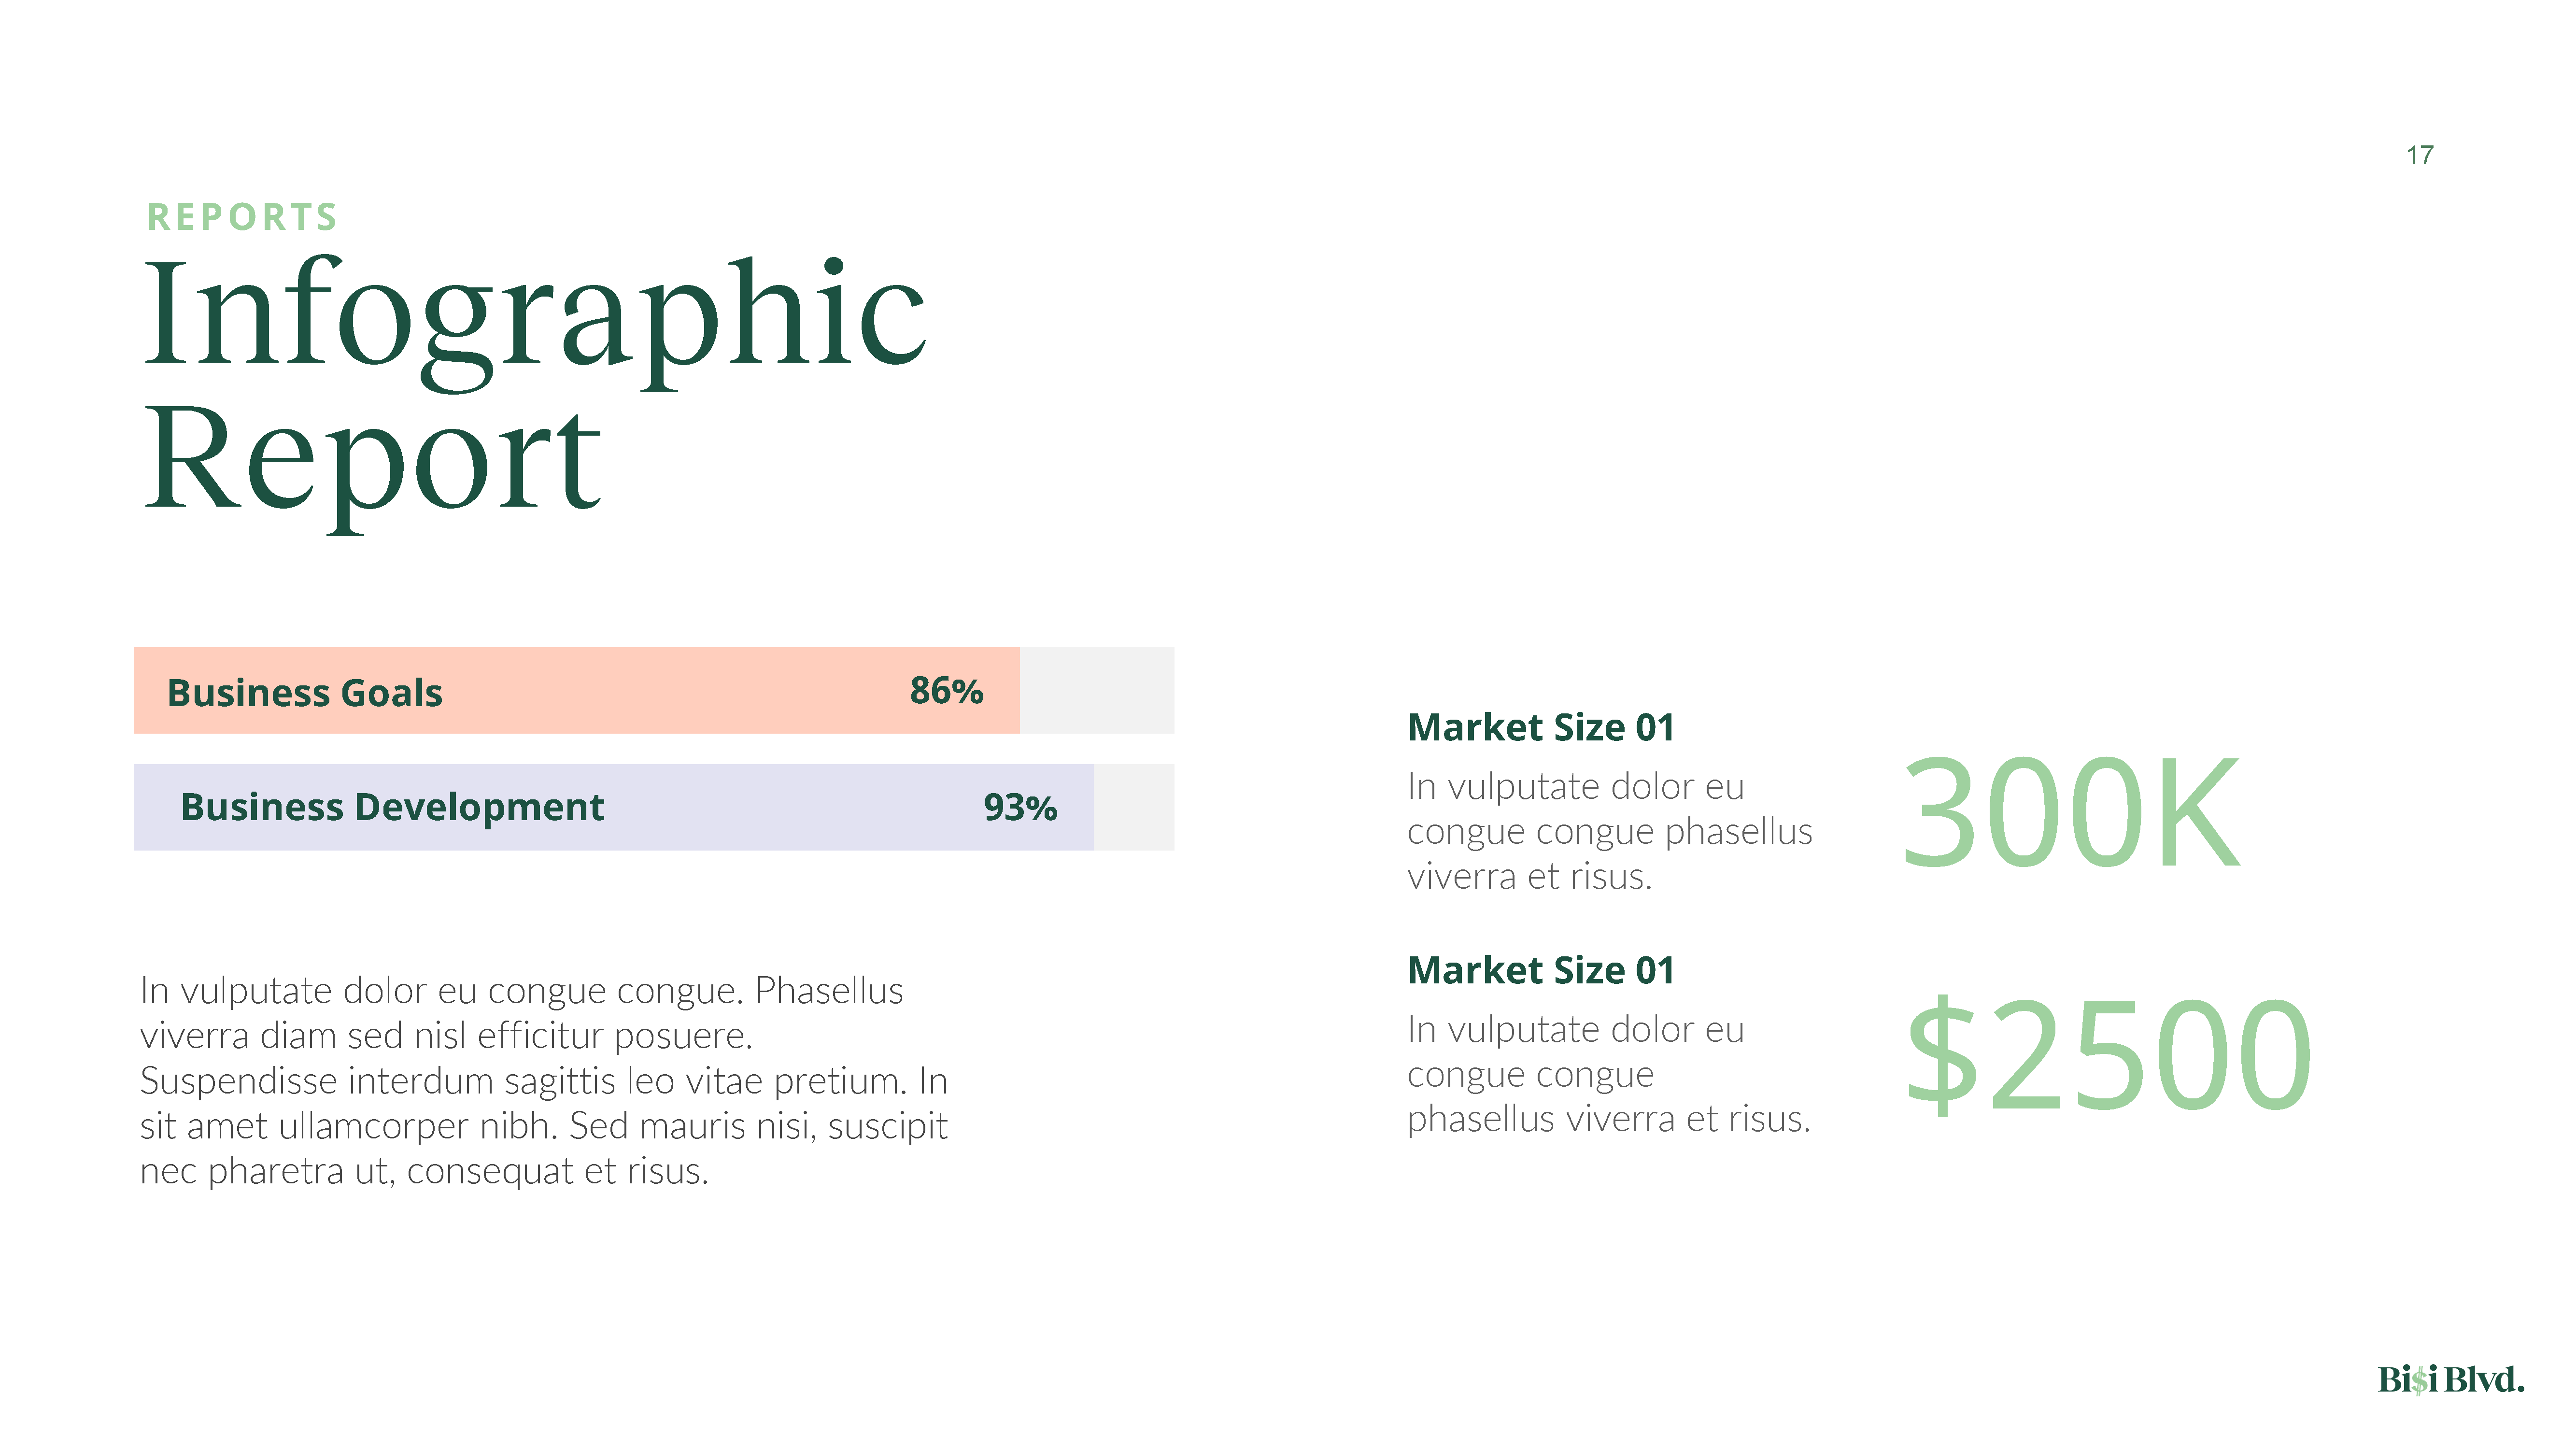 17
REPORTS
Infographic
Report
Business Goals 86%
Business Development 93%
In vulputate dolor eu congue congue. Phasellus
viverra diam sed nisl efficitur posuere.
Suspendisse interdum sagittis leo vitae pretium. In
sit amet ullamcorper nibh. Sed mauris nisi, suscipit
nec pharetra ut, consequat et risus.
Market Size 01
In vulputate dolor eu
congue congue phasellus
viverra et risus.
300K
Market Size 01
In vulputate dolor eu
congue congue
phasellus viverra et risus.
$2500
Bi$i Blvd.